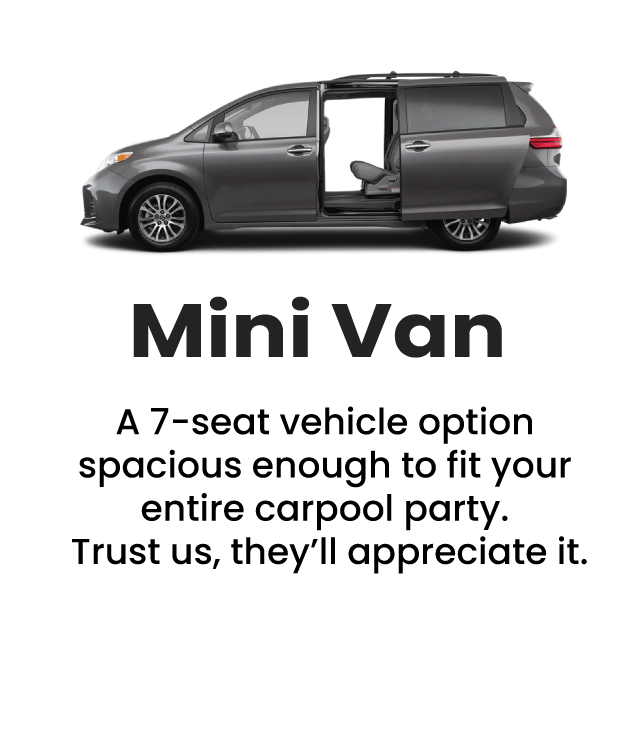 Mini Van
A 7-seat vehicle option
spacious enough to fit your
entire carpool party.
Trust us, they’ll appreciate it.